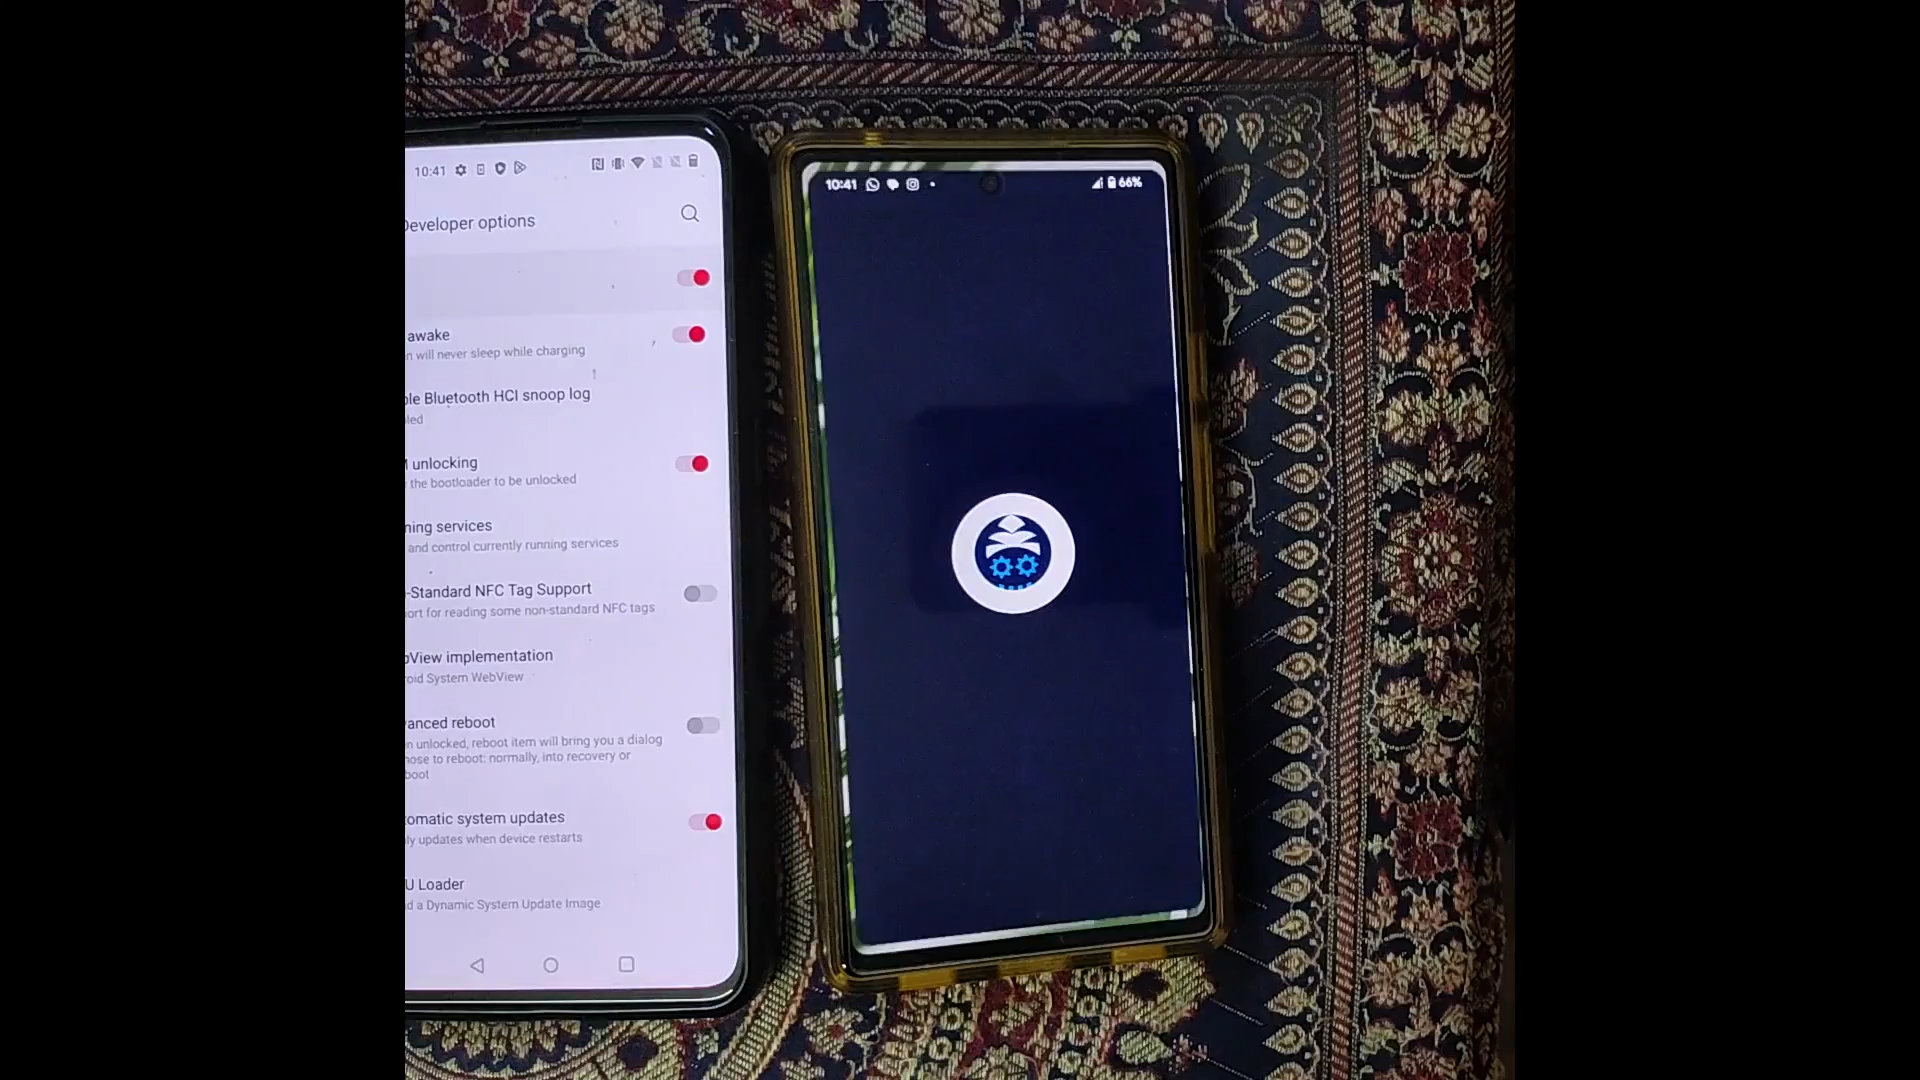 10:41
Developer options
awake
n will never sleep while charging
ble Bluetooth HCI snoop log
led
unlocking
the bootloader to be unlocked
ning services
and control currently running services
-Standard NFC Tag Support
ort for reading some non-standard NFC tags
bView implementation
oid System WebView
anced reboot
n unlocked, reboot item will bring you a dialog
hose to reboot: normally, into recovery or
boot
omatic system updates
ly updates when device restarts
U Loader
d a Dynamic System Update Image
10:41
66%